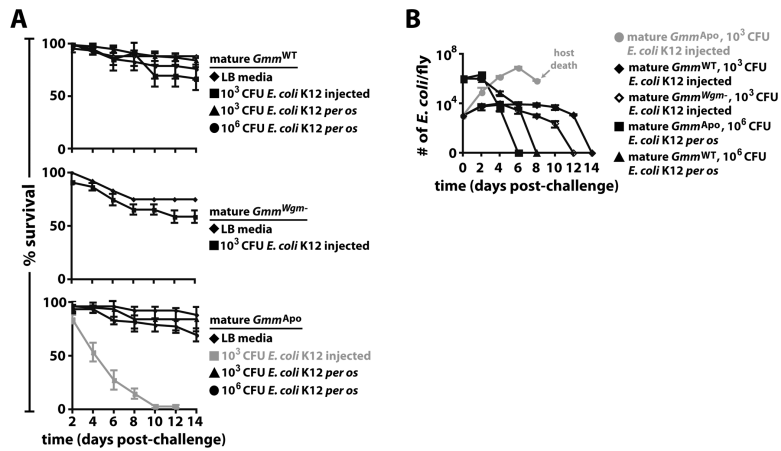 A
% survival
100
50
0
mature GmmWT
LB media
10³ CFU E. coli K12 injected
10³ CFU E. coli K12 per os
10⁶ CFU E. coli K12 per os
100
50
0
mature GmmWgm-
LB media
10³ CFU E. coli K12 injected
100
50
0
mature GmmApo
LB media
10³ CFU E. coli K12 injected
10³ CFU E. coli K12 per os
10⁶ CFU E. coli K12 per os
2 4 6 8 10 12 14
time (days post-challenge)
B
# of E. coli/fly
10⁸
10⁴
0
host
death
0 2 4 6 8 10 12 14
time (days post-challenge)
mature GmmApo, 10³ CFU
E. coli K12 injected
mature GmmWT, 10³ CFU
E. coli K12 injected
mature GmmWgm-, 10³ CFU
E. coli K12 injected
mature GmmApo, 10⁶ CFU
E. coli K12 per os
mature GmmWT, 10⁶ CFU
E. coli K12 per os